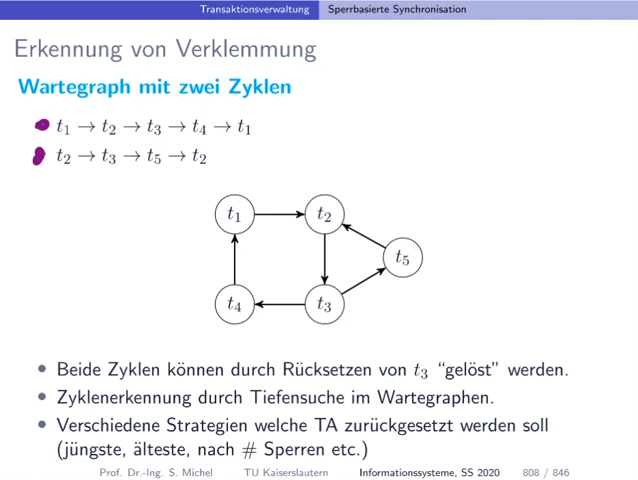 Transaktionsverwaltung Sperrbasierte Synchronisation
Erkennung von Verklemmung
Wartegraph mit zwei Zyklen
t1 → t2 → t3 → t4 → t1
t2 → t3 → t5 → t2
t1
t2
t5
t4
t3
• Beide Zyklen können durch Rücksetzen von t3 “gelöst” werden.
• Zyklenerkennung durch Tiefensuche im Wartegraphen.
• Verschiedene Strategien welche TA zurückgesetzt werden soll
(jüngste, älteste, nach # Sperren etc.)
Prof. Dr.-Ing. S. Michel TU Kaiserslautern Informationssysteme, SS 2020 808 / 846